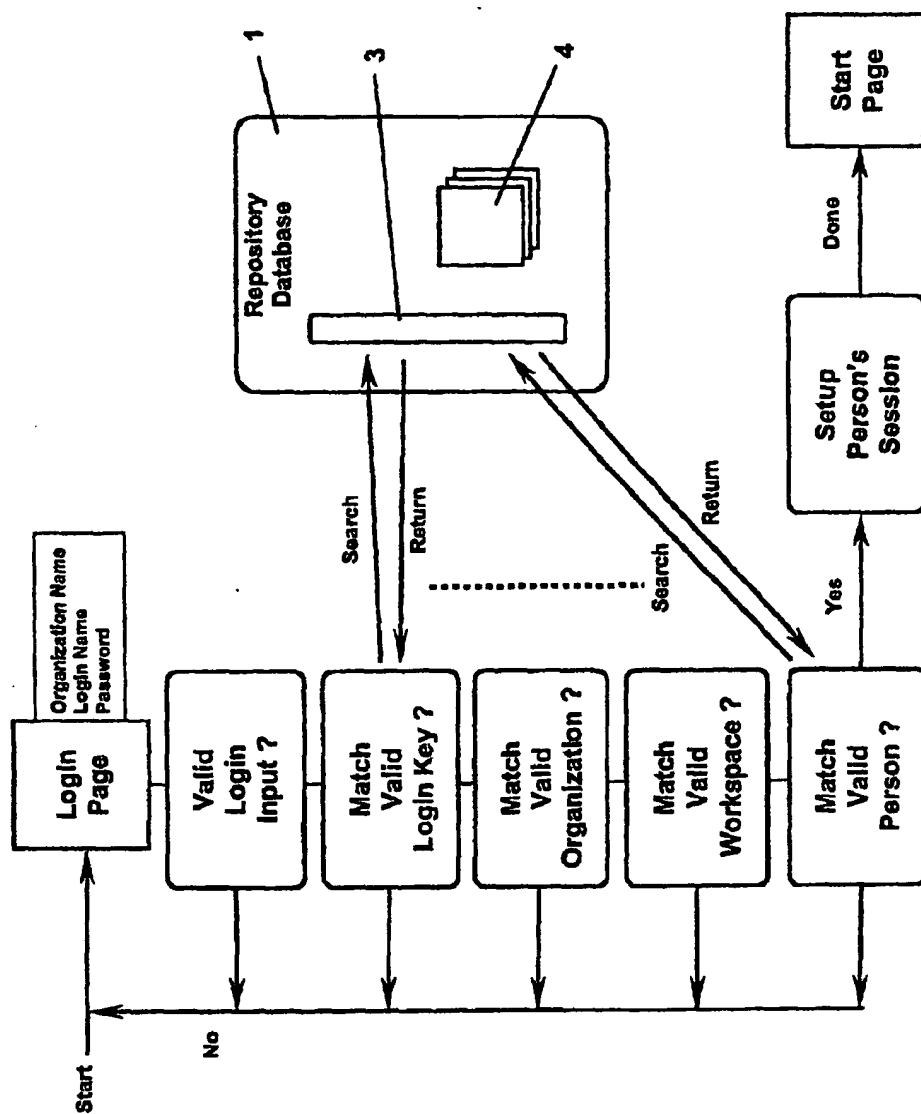 Start
No
Login
Page
Organization Name
Login Name
Password
Valid
Login
Input ?
Match
Valid
Login Key ?
Match
Valid
Organization ?
Match
Valid
Workspace ?
Match
Valid
Person ?
Search
Return
Search
Return
Repository
Database
1
3
4
Yes
Setup
Person's
Session
Done
Start
Page